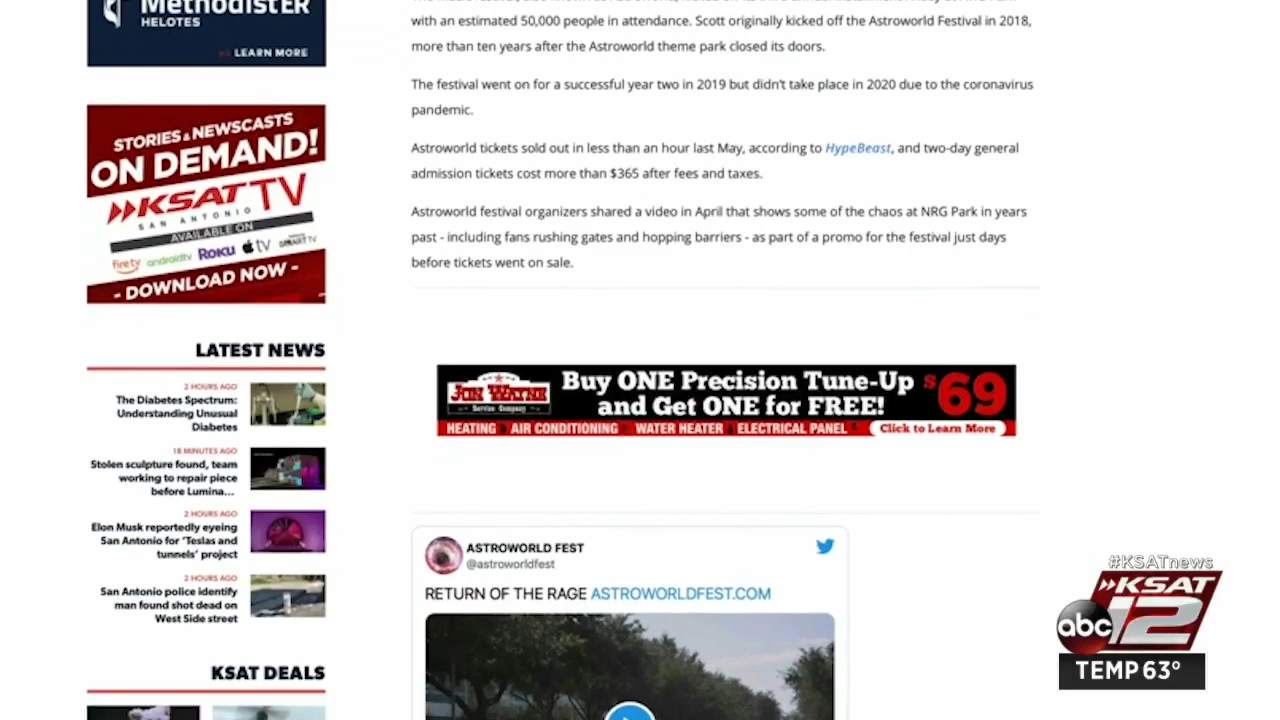 MethodistER
HELOTES
LEARN MORE
STORIES & NEWSCASTS
ON DEMAND!
KSAT TV
SAN ANTONIO
AVAILABLE ON
firetv androidtv Roku tv SMART TV
- DOWNLOAD NOW -
LATEST NEWS
2 HOURS AGO
The Diabetes Spectrum:
Understanding Unusual
Diabetes
18 MINUTES AGO
Stolen sculpture found, team
working to repair piece
before Lumina...
2 HOURS AGO
Elon Musk reportedly eyeing
San Antonio for ‘Teslas and
tunnels’ project
2 HOURS AGO
San Antonio police identify
man found shot dead on
West Side street
KSAT DEALS
with an estimated 50,000 people in attendance. Scott originally kicked off the Astroworld Festival in 2018,
more than ten years after the Astroworld theme park closed its doors.
The festival went on for a successful year two in 2019 but didn’t take place in 2020 due to the coronavirus
pandemic.
Astroworld tickets sold out in less than an hour last May, according to HypeBeast, and two-day general
admission tickets cost more than $365 after fees and taxes.
Astroworld festival organizers shared a video in April that shows some of the chaos at NRG Park in years
past - including fans rushing gates and hopping barriers - as part of a promo for the festival just days
before tickets went on sale.
JON WAYNE
Service Company
Buy ONE Precision Tune-Up
and Get ONE for FREE!
$69
HEATING AIR CONDITIONING WATER HEATER ELECTRICAL PANEL
Click to Learn More
ASTROWORLD FEST
@astroworldfest
RETURN OF THE RAGE ASTROWORLDFEST.COM
#KSATnews
KSAT
abc 12
TEMP 63°